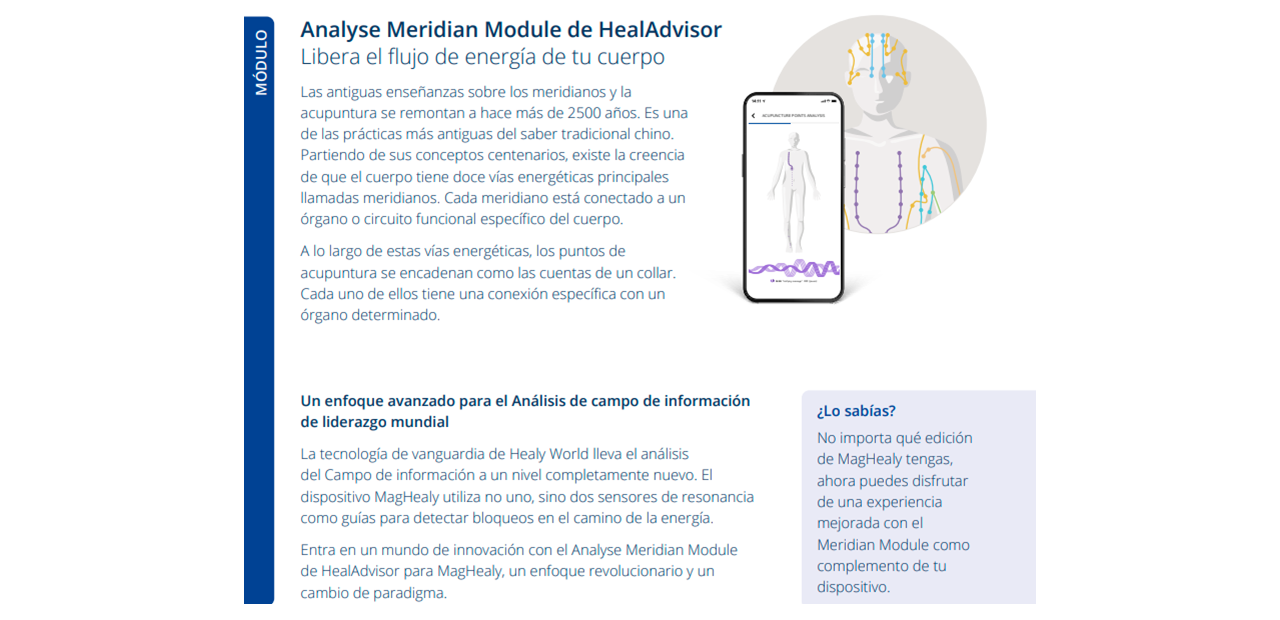 MÓDULO
Analyse Meridian Module de HealAdvisor
Libera el flujo de energía de tu cuerpo
Las antiguas enseñanzas sobre los meridianos y la
acupuntura se remontan a hace más de 2500 años. Es una
de las prácticas más antiguas del saber tradicional chino.
Partiendo de sus conceptos centenarios, existe la creencia
de que el cuerpo tiene doce vías energéticas principales
llamadas meridianos. Cada meridiano está conectado a un
órgano o circuito funcional específico del cuerpo.
A lo largo de estas vías energéticas, los puntos de
acupuntura se encadenan como las cuentas de un collar.
Cada uno de ellos tiene una conexión específica con un
órgano determinado.
ACUPUNCTURE POINTS ANALYSIS
Un enfoque avanzado para el Análisis de campo de información
de liderazgo mundial
La tecnología de vanguardia de Healy World lleva el análisis
del Campo de información a un nivel completamente nuevo. El
dispositivo MagHealy utiliza no uno, sino dos sensores de resonancia
como guías para detectar bloqueos en el camino de la energía.
Entra en un mundo de innovación con el Analyse Meridian Module
de HealAdvisor para MagHealy, un enfoque revolucionario y un
cambio de paradigma.
¿Lo sabías?
No importa qué edición
de MagHealy tengas,
ahora puedes disfrutar
de una experiencia
mejorada con el
Meridian Module como
complemento de tu
dispositivo.